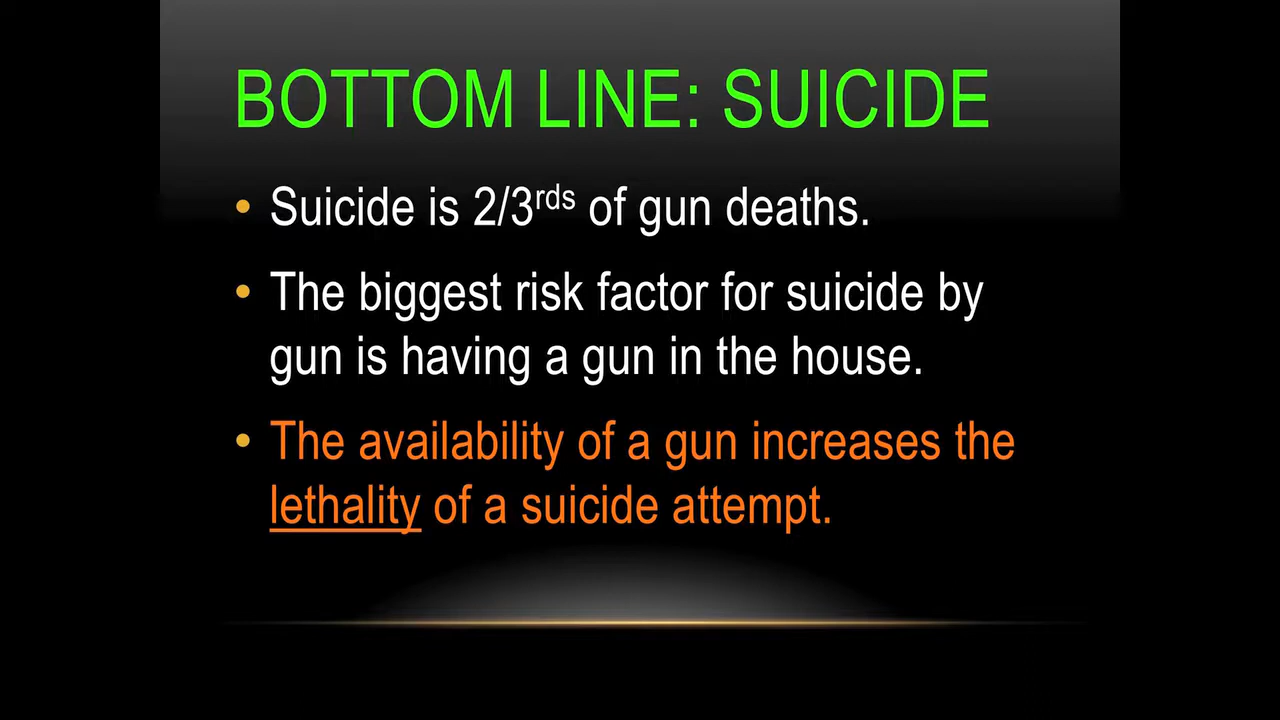 BOTTOM LINE: SUICIDE
• Suicide is 2/3rds of gun deaths.
• The biggest risk factor for suicide by
gun is having a gun in the house.
• The availability of a gun increases the
lethality of a suicide attempt.